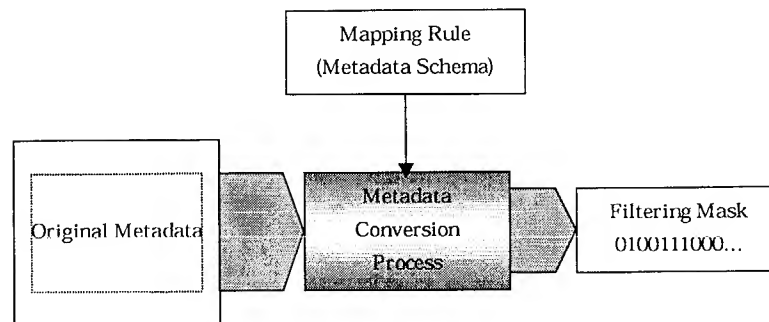 Mapping Rule
(Metadata Schema)
Original Metadata
Metadata
Conversion
Process
Filtering Mask
0100111000...